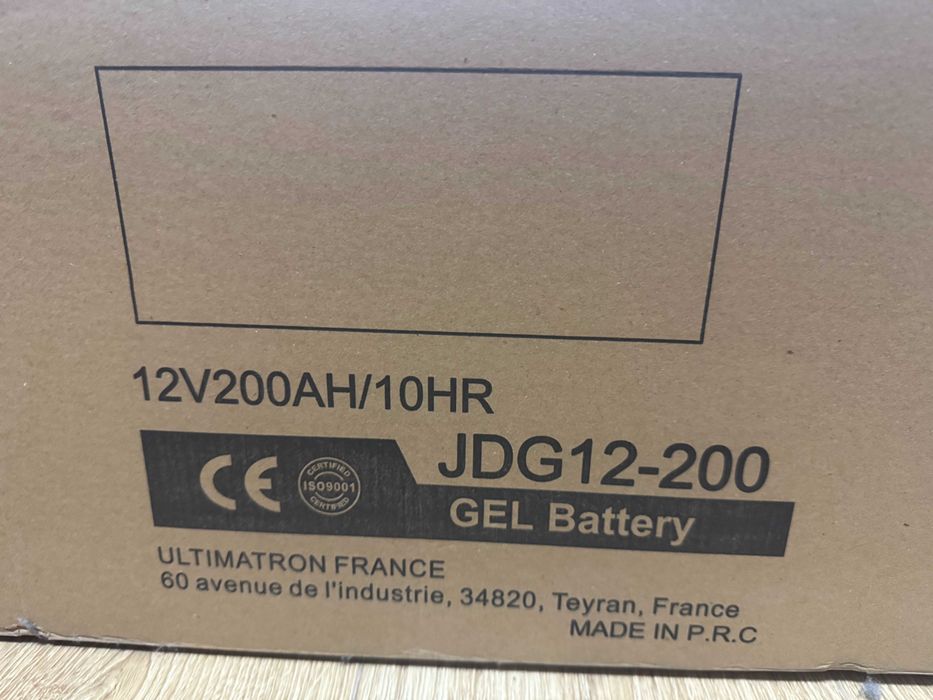 12V200AH/10HR
JDG12-200
CE
CERTIFIED
ISO9001
CERTIFIED
GEL Battery
ULTIMATRON FRANCE
60 avenue de l'industrie, 34820, Teyran, France
MADE IN P.R.C